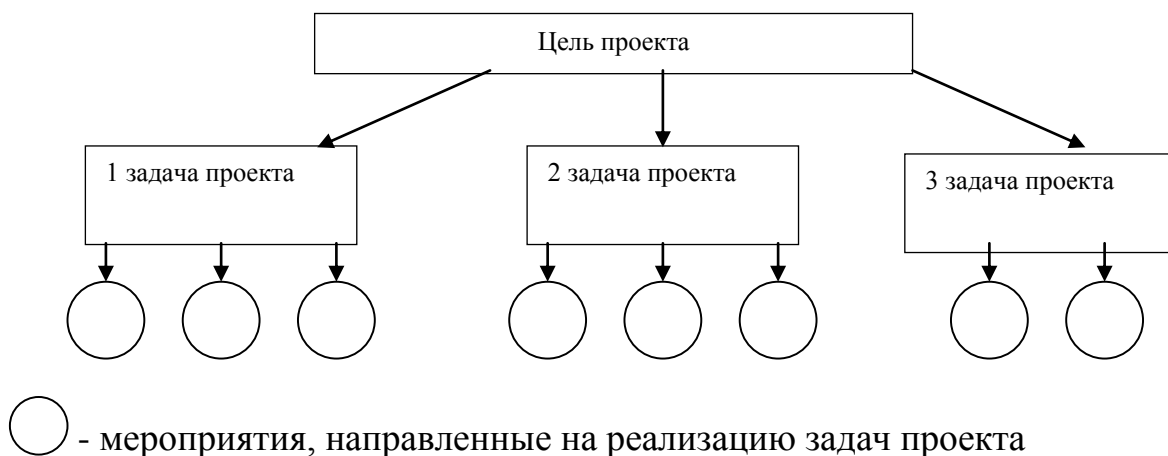 Цель проекта
1 задача проекта
2 задача проекта
3 задача проекта
- мероприятия, направленные на реализацию задач проекта